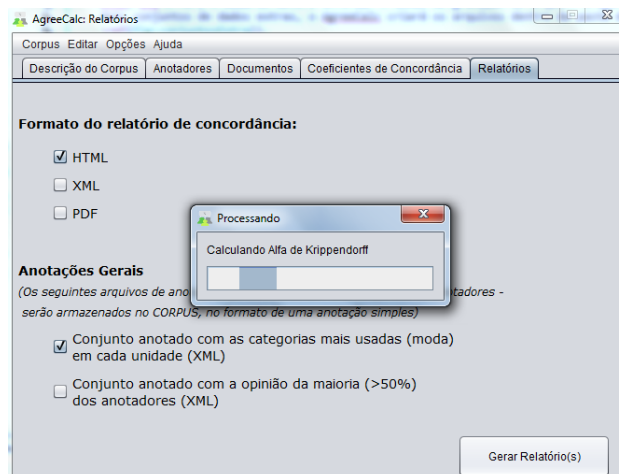 AgreeCalc: Relatórios
Corpus Editar Opções Ajuda
Descrição do Corpus Anotadores Documentos Coeficientes de Concordância Relatórios
Formato do relatório de concordância:
HTML
XML
PDF
Processando
Calculando Alfa de Krippendorff
Anotações Gerais
(Os seguintes arquivos de ano tadores -
serão armazenados no CORPUS, no formato de uma anotação simples)
Conjunto anotado com as categorias mais usadas (moda)
em cada unidade (XML)
Conjunto anotado com a opinião da maioria (>50%)
dos anotadores (XML)
Gerar Relatório(s)